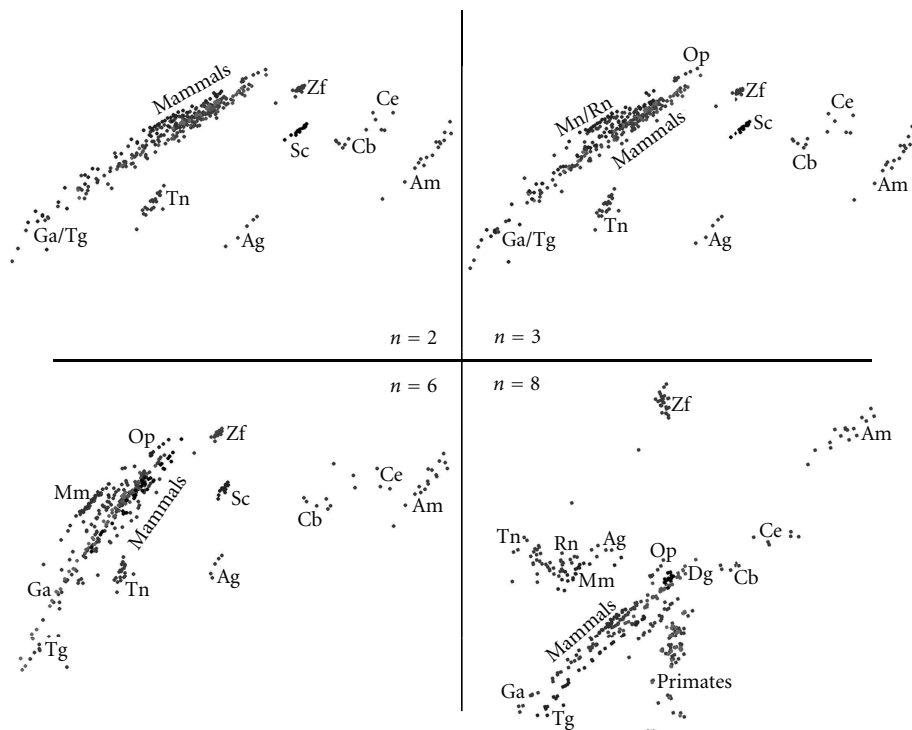 Mammals
Zf
Ce
Sc
Cb
Am
Tn
Ga/Tg
Ag
n = 2
Op
Zf
Mn/Rn
Ce
Sc
Mammals
Cb
Am
Ga/Tg
Tn
Ag
n = 3
n = 6
Op
Zf
Mm
Mammals
Sc
Ce
Cb
Am
Ga
Tn
Ag
Tg
n = 8
Zf
Am
Tn
Rn
Ag
Ce
Op
Mm
Dg
Cb
Mammals
Primates
Ga
Tg